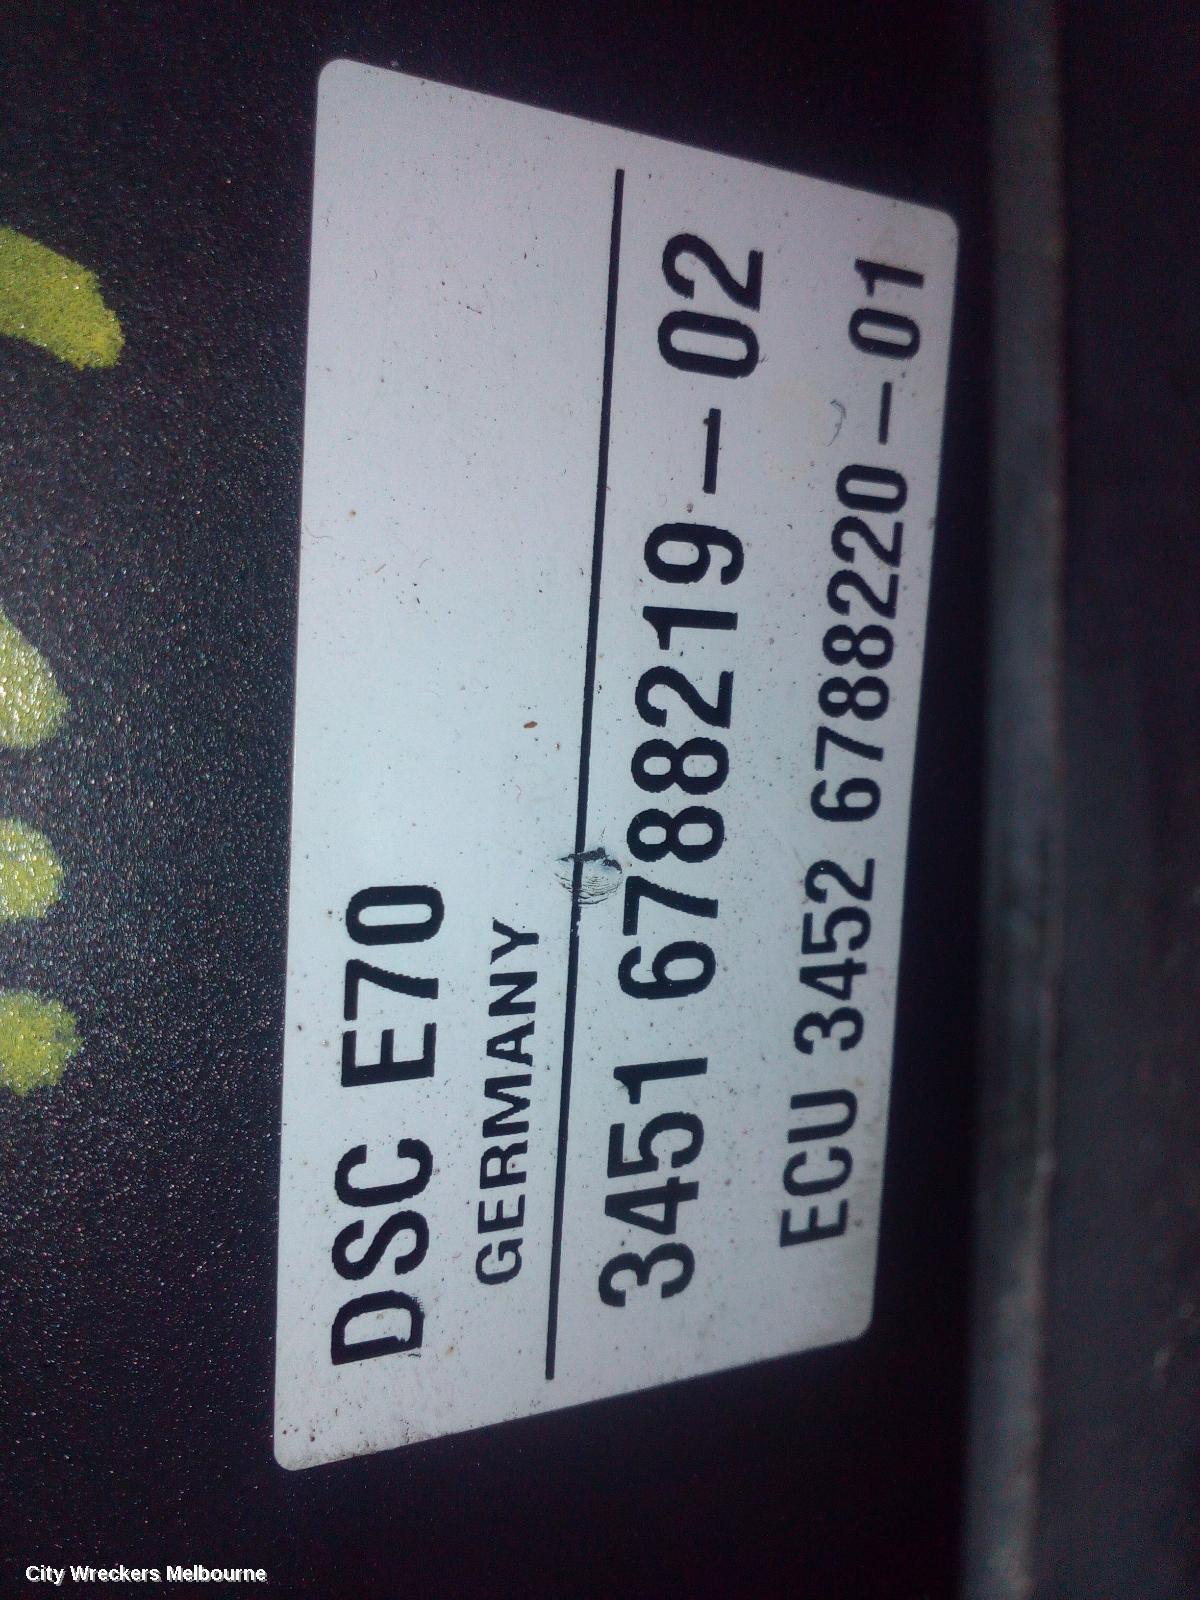 DSC E70
GERMANY
3451 6788219-02
ECU 3452 6788220-01
City Wreckers Melbourne